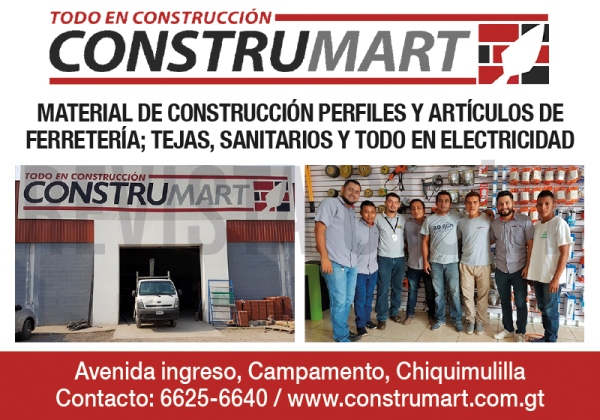 TODO EN CONSTRUCCIÓN
CONSTRUMART
MATERIAL DE CONSTRUCCIÓN PERFILES Y ARTÍCULOS DE
FERRETERÍA; TEJAS, SANITARIOS Y TODO EN ELECTRICIDAD
TODO EN CONSTRUCCIÓN
CONSTRUMART
Avenida ingreso, Campamento, Chiquimulilla
Contacto: 6625-6640 / www.construmart.com.gt